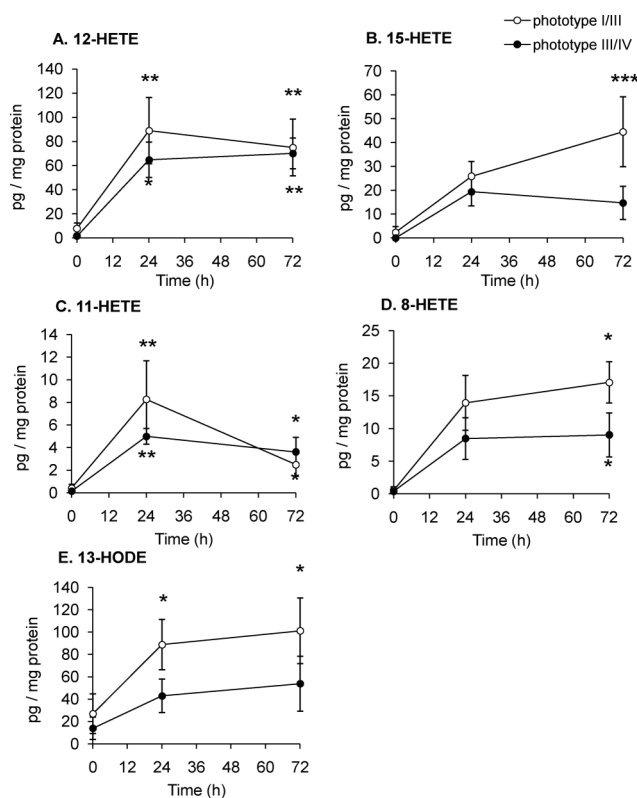 phototype I/III
phototype III/IV
A. 12-HETE
140
120
100
80
60
40
20
0
pg / mg protein
**
**
*
**
0 12 24 36 48 60 72
Time (h)
B. 15-HETE
70
60
50
40
30
20
10
0
pg / mg protein
***
0 12 24 36 48 60 72
Time (h)
C. 11-HETE
14
12
10
8
6
4
2
0
pg / mg protein
**
*
**
*
0 12 24 36 48 60 72
Time (h)
D. 8-HETE
25
20
15
10
5
0
pg / mg protein
*
*
0 12 24 36 48 60 72
Time (h)
E. 13-HODE
140
120
100
80
60
40
20
0
pg / mg protein
*
*
0 12 24 36 48 60 72
Time (h)